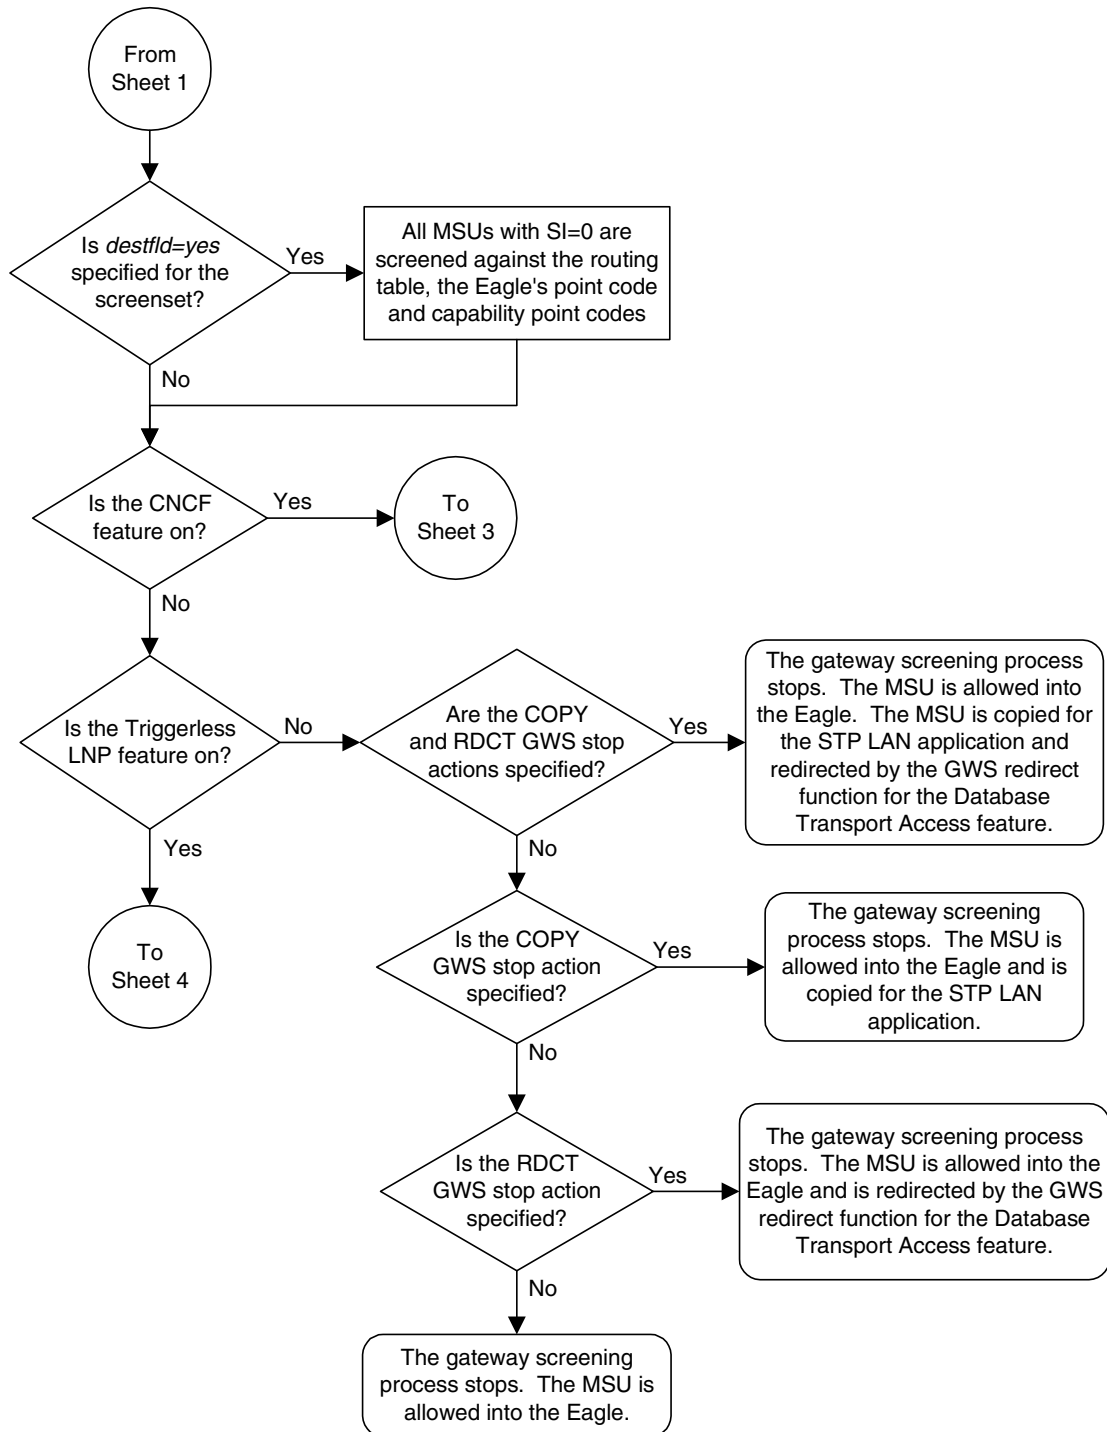 From
Sheet 1
Is destfld=yes
specified for the
screenset?
Yes
All MSUs with SI=0 are
screened against the routing
table, the Eagle's point code
and capability point codes
No
Is the CNCF
feature on?
Yes
To
Sheet 3
No
Is the Triggerless
LNP feature on?
No
Are the COPY
and RDCT GWS stop
actions specified?
Yes
The gateway screening process
stops.  The MSU is allowed into
the Eagle.  The MSU is copied for
the STP LAN application and
redirected by the GWS redirect
function for the Database
Transport Access feature.
Yes
To
Sheet 4
No
Is the COPY
GWS stop action
specified?
Yes
The gateway screening
process stops.  The MSU is
allowed into the Eagle and is
copied for the STP LAN
application.
No
Is the RDCT
GWS stop action
specified?
Yes
The gateway screening process
stops.  The MSU is allowed into the
Eagle and is redirected by the GWS
redirect function for the Database
Transport Access feature.
No
The gateway screening
process stops.  The MSU is
allowed into the Eagle.